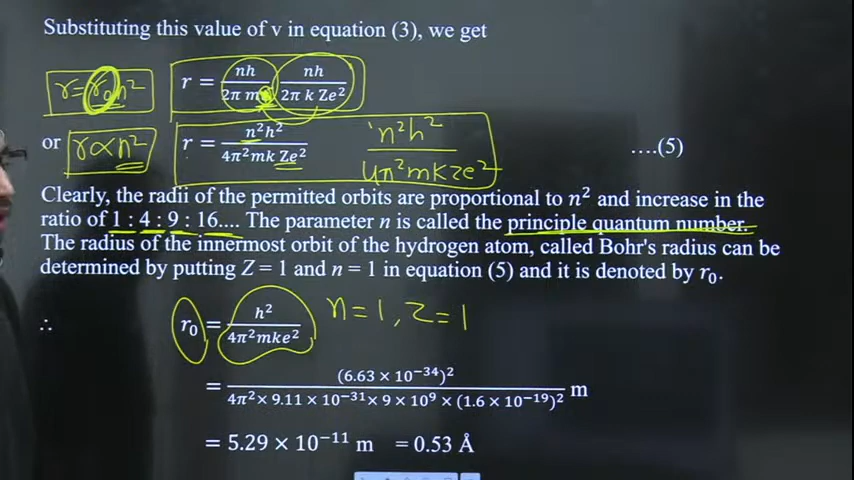 Substituting this value of v in equation (3), we get
r = r₀n²
r = nh/2π m nh/2π k Ze²
or r ∝ n²
r = n²h²/4π²mk Ze² n²h²/4π²mkze² ....(5)
Clearly, the radii of the permitted orbits are proportional to n² and increase in the
ratio of 1 : 4 : 9 : 16.... The parameter n is called the principle quantum number.
The radius of the innermost orbit of the hydrogen atom, called Bohr's radius can be
determined by putting Z = 1 and n = 1 in equation (5) and it is denoted by r₀.
∴ r₀ = h²/4π²mke² n=1, z=1
= (6.63 × 10⁻³⁴)²/4π² × 9.11 × 10⁻³¹ × 9 × 10⁹ × (1.6 × 10⁻¹⁹)² m
= 5.29 × 10⁻¹¹ m = 0.53 Å